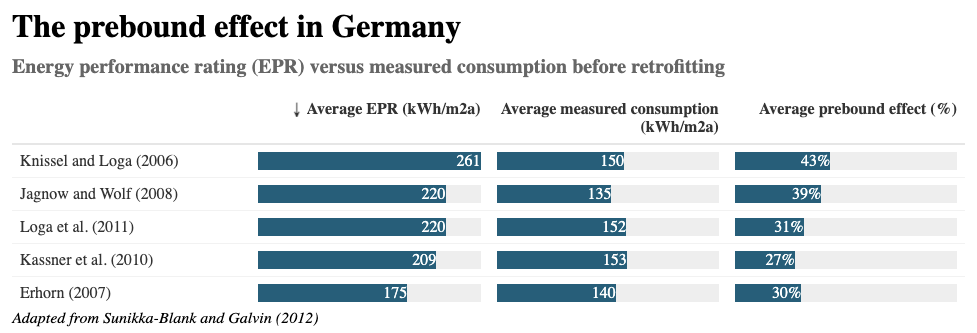 The prebound effect in Germany
Energy performance rating (EPR) versus measured consumption before retrofitting
↓ Average EPR (kWh/m2a) Average measured consumption (kWh/m2a) Average prebound effect (%)
Knissel and Loga (2006) 261 150 43%
Jagnow and Wolf (2008) 220 135 39%
Loga et al. (2011) 220 152 31%
Kassner et al. (2010) 209 153 27%
Erhorn (2007) 175 140 30%
Adapted from Sunikka-Blank and Galvin (2012)